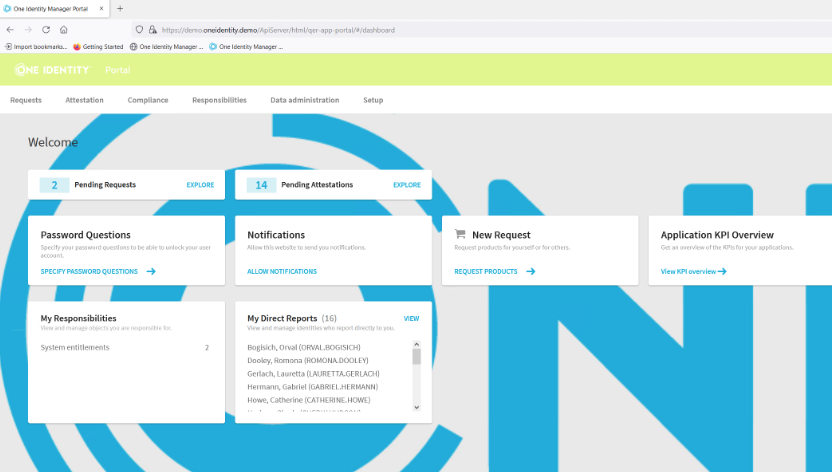 One Identity Manager Portal
https://demo.oneidentity.demo/ApiServer/html/qer-app-portal/#/dashboard
Import bookmarks...
Getting Started
One Identity Manager ...
One Identity Manager ...
ONE IDENTITY Portal
Requests
Attestation
Compliance
Responsibilities
Data administration
Setup
Welcome
2 Pending Requests EXPLORE
14 Pending Attestations EXPLORE
Password Questions
Specify your password questions to be able to unlock your user
account.
SPECIFY PASSWORD QUESTIONS
Notifications
Allow this website to send you notifications.
ALLOW NOTIFICATIONS
New Request
Request products for yourself or for others.
REQUEST PRODUCTS
Application KPI Overview
Get an overview of the KPIs for your applications.
View KPI overview
My Responsibilities
View and manage objects you are responsible for.
System entitlements 2
My Direct Reports (16) VIEW
View and manage identities who report directly to you.
Bogisich, Orval (ORVAL.BOGISICH)
Dooley, Romona (ROMONA.DOOLEY)
Gerlach, Lauretta (LAURETTA.GERLACH)
Hermann, Gabriel (GABRIEL.HERMANN)
Howe, Catherine (CATHERINE.HOWE)